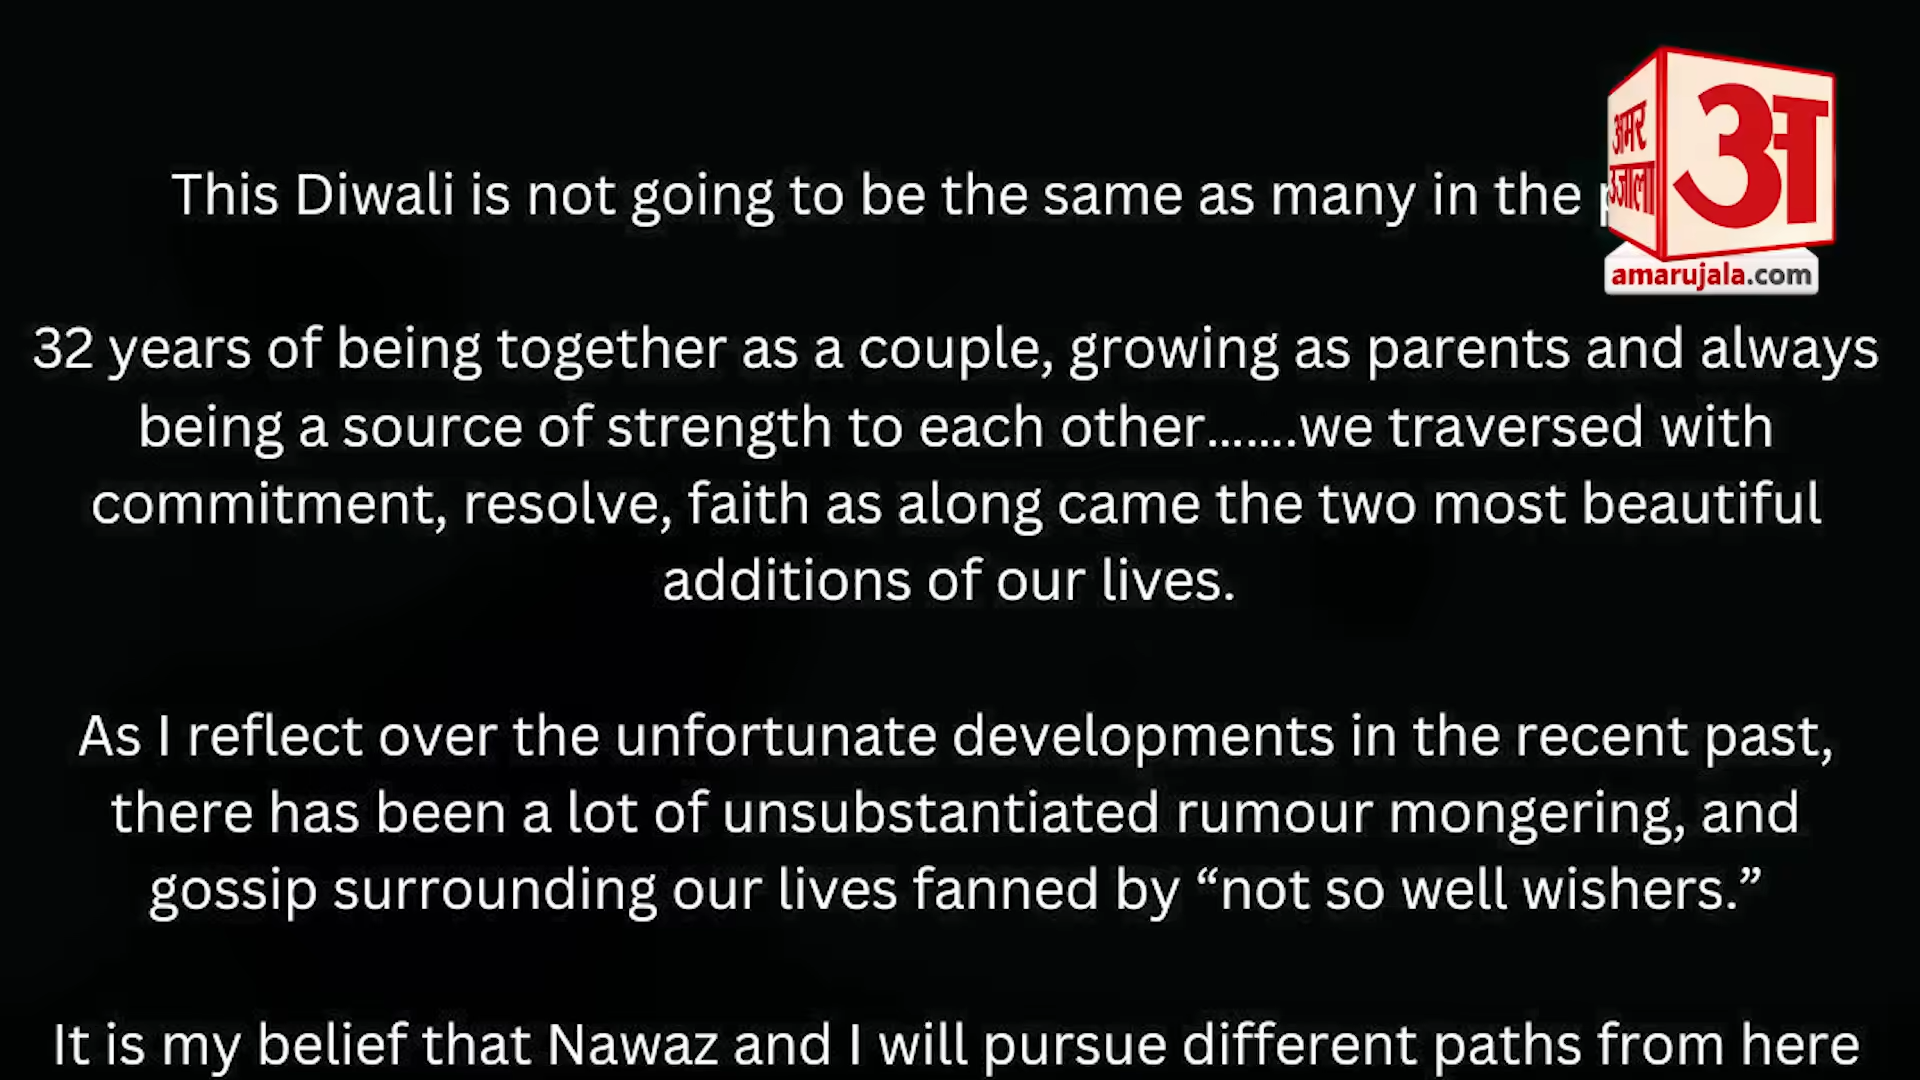 This Diwali is not going to be the same as many in the
अमर
उजाला
अ
amarujala.com
32 years of being together as a couple, growing as parents and always
being a source of strength to each other.......we traversed with
commitment, resolve, faith as along came the two most beautiful
additions of our lives.
As I reflect over the unfortunate developments in the recent past,
there has been a lot of unsubstantiated rumour mongering, and
gossip surrounding our lives fanned by “not so well wishers.”
It is my belief that Nawaz and I will pursue different paths from here